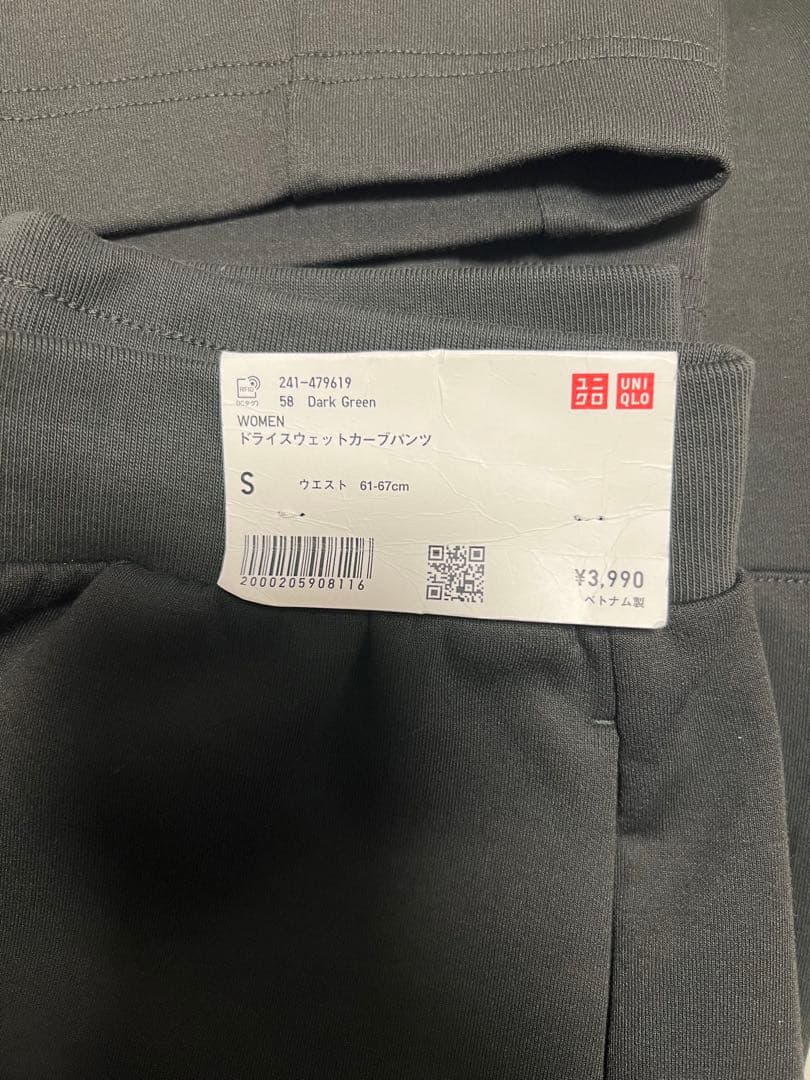 241-479619
58 Dark Green
RFID
(ICタグ)
ユニクロ
UNIQLO
WOMEN
ドライスウェットカーブパンツ
S ウエスト 61-67cm
2000205908116
¥3,990
ベトナム製